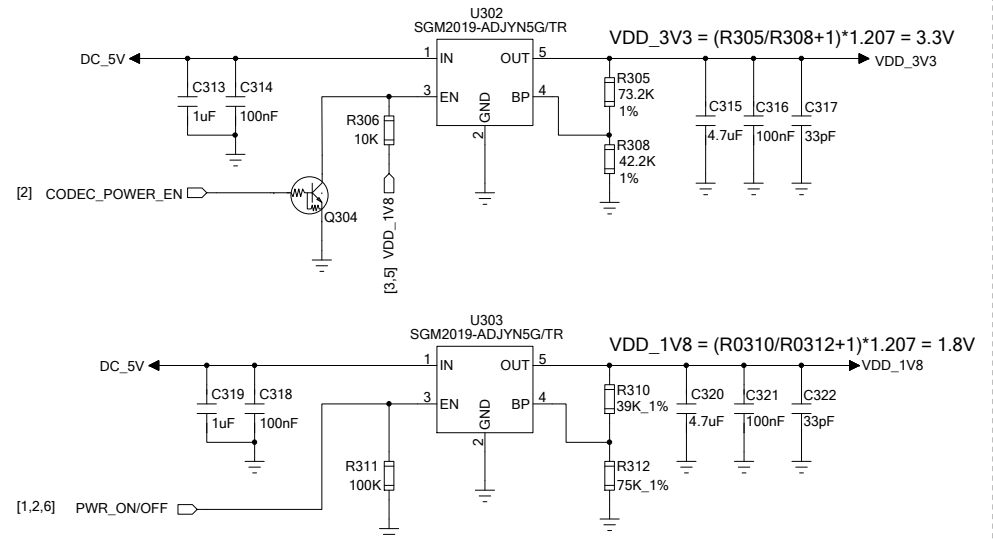 U302
SGM2019-ADJYN5G/TR
VDD_3V3 = (R305/R308+1)*1.207 = 3.3V
DC_5V
1 IN
OUT 5
VDD_3V3
C313
1uF
C314
100nF
3 EN
GND
2
BP 4
R305
73.2K
1%
R306
10K
R308
42.2K
1%
C315
4.7uF
C316
100nF
C317
33pF
[2] CODEC_POWER_EN
Q304
[3,5] VDD_1V8
U303
SGM2019-ADJYN5G/TR
VDD_1V8 = (R0310/R0312+1)*1.207 = 1.8V
DC_5V
1 IN
OUT 5
VDD_1V8
C319
1uF
C318
100nF
3 EN
GND
2
BP 4
R310
39K_1%
C320
4.7uF
C321
100nF
C322
33pF
R311
100K
R312
75K_1%
[1,2,6] PWR_ON/OFF